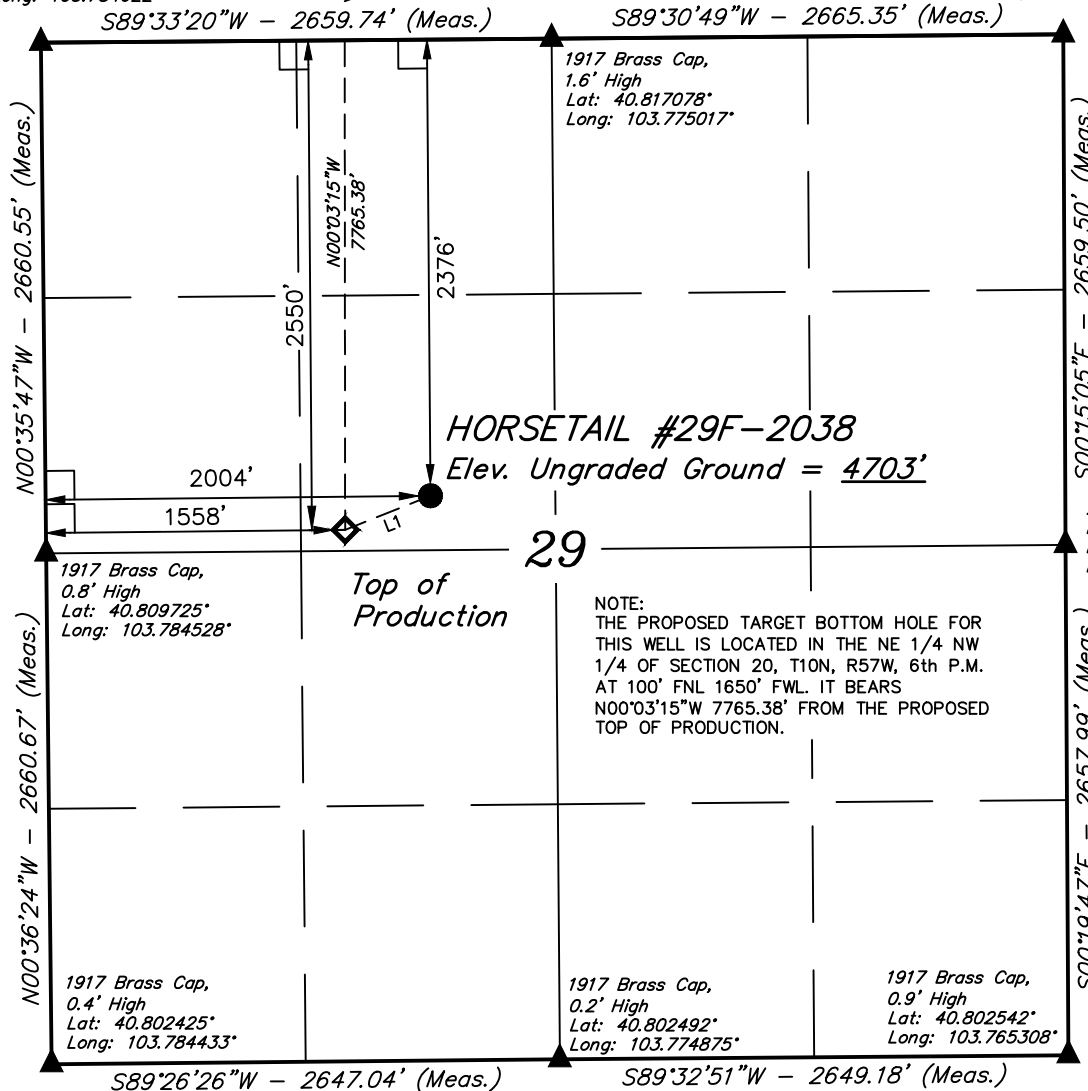 S89°33'20"W - 2659.74' (Meas.)
S89°30'49"W - 2665.35' (Meas.)
1917 Brass Cap,
1.6' High
Lat: 40.817078°
Long: 103.775017°
N00°35'47"W - 2660.55' (Meas.)
N00°03'15"W
7765.38'
2550'
2376'
S00°15'05"E - 2659.50' (Meas.)
HORSETAIL #29F-2038
Elev. Ungraded Ground = 4703'
2004'
1558'
L1
29
1917 Brass Cap,
0.8' High
Lat: 40.809725°
Long: 103.784528°
Top of
Production
NOTE:
THE PROPOSED TARGET BOTTOM HOLE FOR
THIS WELL IS LOCATED IN THE NE 1/4 NW
1/4 OF SECTION 20, T10N, R57W, 6th P.M.
AT 100' FNL 1650' FWL. IT BEARS
N00°03'15"W 7765.38' FROM THE PROPOSED
TOP OF PRODUCTION.
N00°36'24"W - 2660.67' (Meas.)
S00°19'47"E - 2657.99' (Meas.)
1917 Brass Cap,
0.4' High
Lat: 40.802425°
Long: 103.784433°
1917 Brass Cap,
0.2' High
Lat: 40.802492°
Long: 103.774875°
1917 Brass Cap,
0.9' High
Lat: 40.802542°
Long: 103.765308°
S89°26'26"W - 2647.04' (Meas.)
S89°32'51"W - 2649.18' (Meas.)